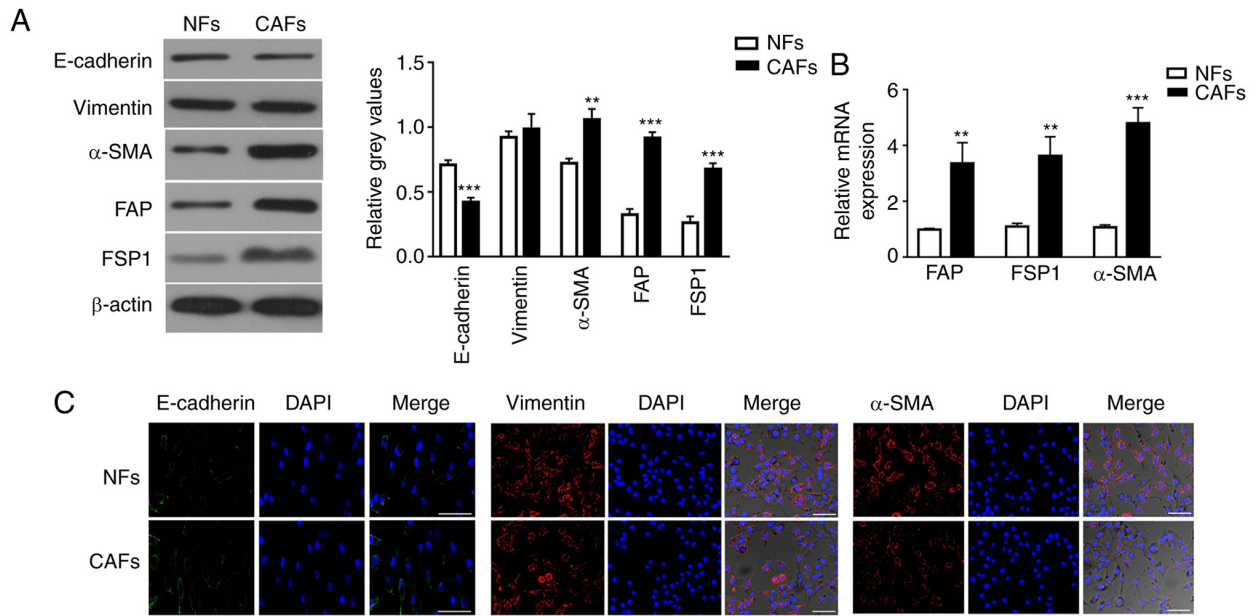 A
NFs CAFs
E-cadherin
Vimentin
α-SMA
FAP
FSP1
β-actin
NFs
CAFs
Relative grey values
1.5
1.0
0.5
0.0
***
**
***
***
E-cadherin
Vimentin
α-SMA
FAP
FSP1
B
NFs
CAFs
Relative mRNA
expression
6
4
2
0
**
**
***
FAP FSP1 α-SMA
C
E-cadherin DAPI Merge Vimentin DAPI Merge α-SMA DAPI Merge
NFs
CAFs